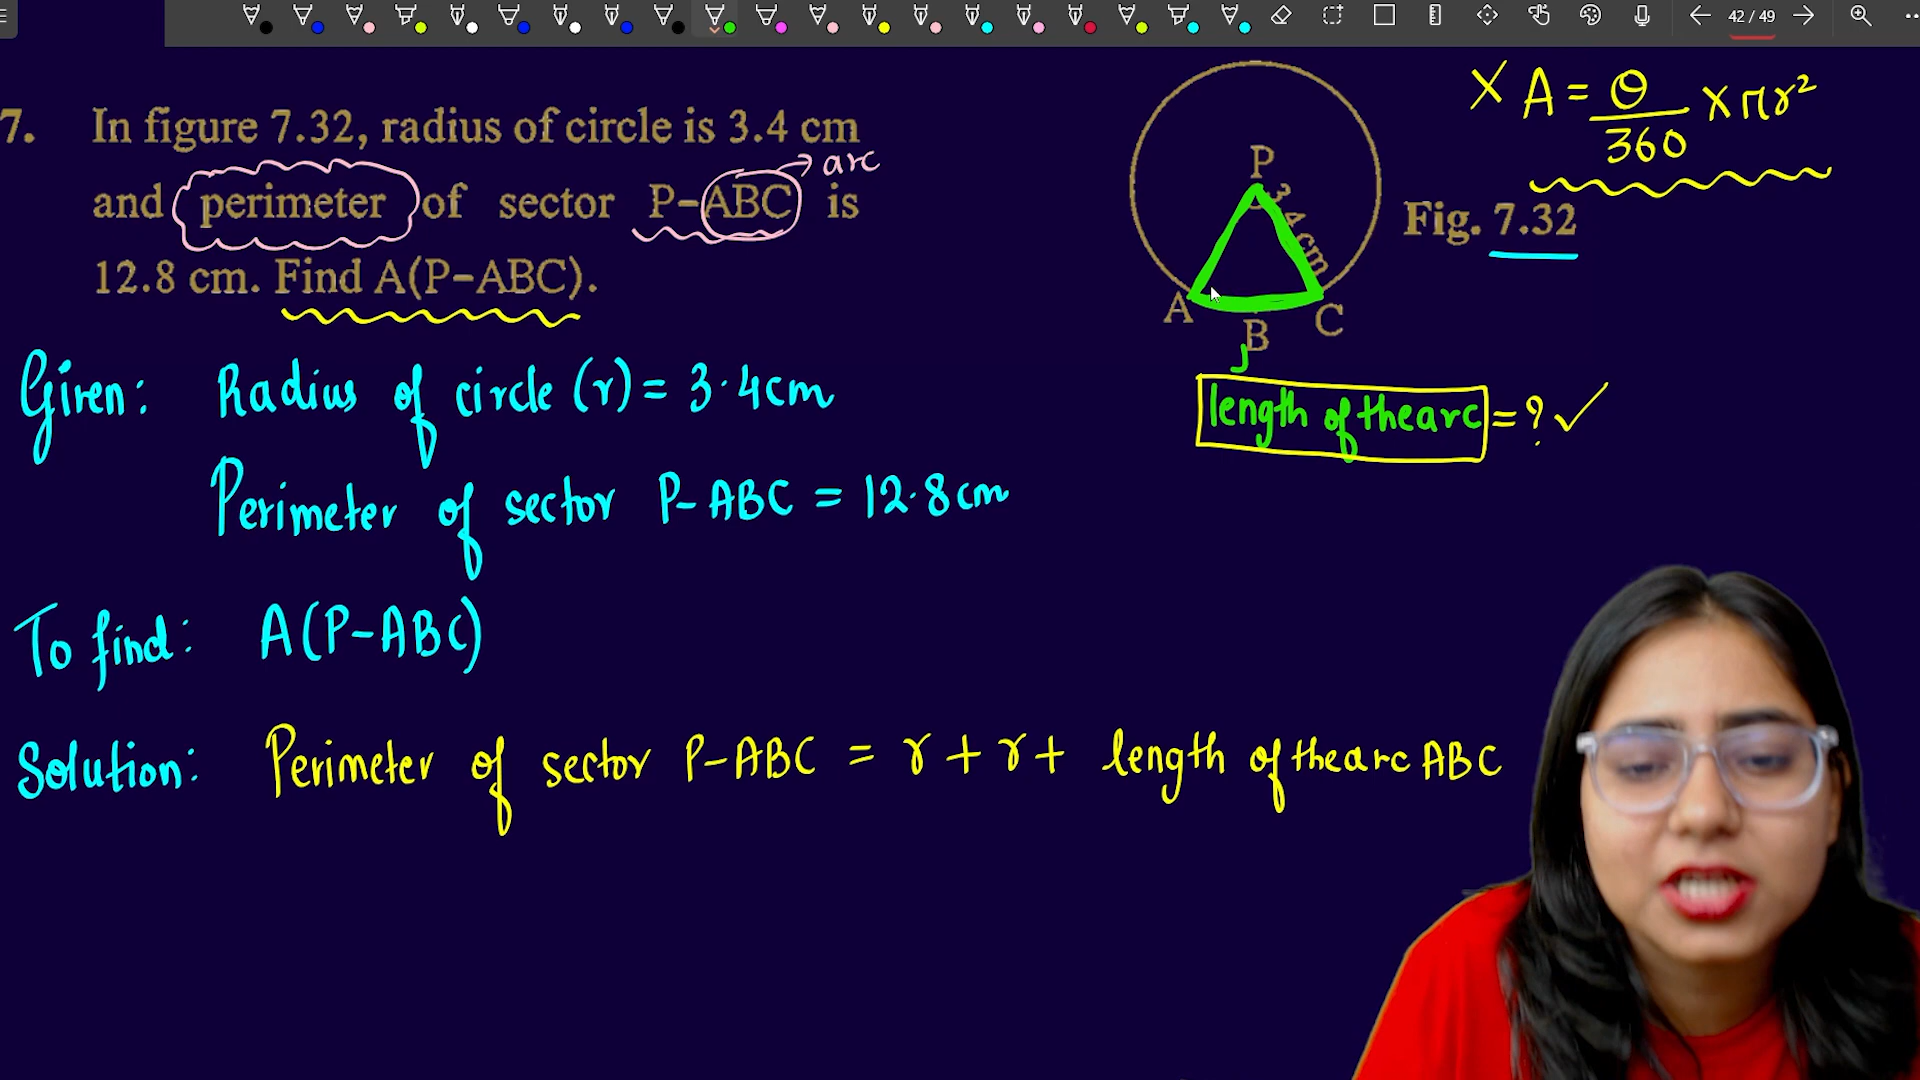 42 / 49
7. In figure 7.32, radius of circle is 3.4 cm
and perimeter of sector P-ABC is
12.8 cm. Find A(P-ABC).
arc
P
3.4 cm
A
B
C
Fig. 7.32
X A = θ/360 × πr²
length of the arc = ? ✓
Given: Radius of circle (r) = 3.4cm
Perimeter of sector P-ABC = 12.8cm
To find: A(P-ABC)
Solution: Perimeter of sector P-ABC = r + r + length of the arc ABC